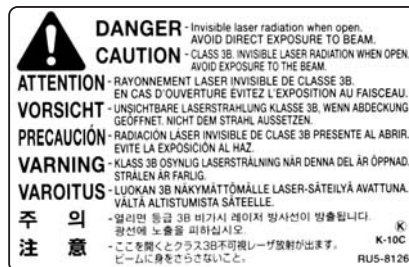 DANGER - Invisible laser radiation when open.
AVOID DIRECT EXPOSURE TO BEAM.
CAUTION - CLASS 3B. INVISIBLE LASER RADIATION WHEN OPEN.
AVOID EXPOSURE TO THE BEAM.
ATTENTION - RAYONNEMENT LASER INVISIBLE DE CLASSE 3B.
EN CAS D'OUVERTURE EVITEZ L'EXPOSITION AU FAISCEAU.
VORSICHT - UNSICHTBARE LASERSTRAHLUNG KLASSE 3B, WENN ABDECKUNG
GEÖFFNET. NICHT DEM STRAHL AUSSETZEN.
PRECAUCIÓN - RADIACIÓN LÁSER INVISIBLE DE CLASE 3B PRESENTE AL ABRIR.
EVITE LA EXPOSICIÓN AL HAZ.
VARNING - KLASS 3B OSYNLIG LASERSTRÅLNING NÄR DENNA DEL ÄR ÖPPNAD.
STRÅLEN ÄR FARLIG.
VAROITUS - LUOKAN 3B NÄKYMÄTTÖMÄLLE LASER-SÄTEILYÄ AVATTUNA.
VÄLTÄ ALTISTUMISTA SÄTEELLE.
주 의 - 열리면 등급 3B 비가시 레이저 방사선이 방출됩니다.
광선에 노출을 피하십시오.
注 意 - ここを開くとクラス3B不可視レーザ放射が出ます。
ビームに身をさらさないこと。
Ⓚ
K-10C
RU5-8126